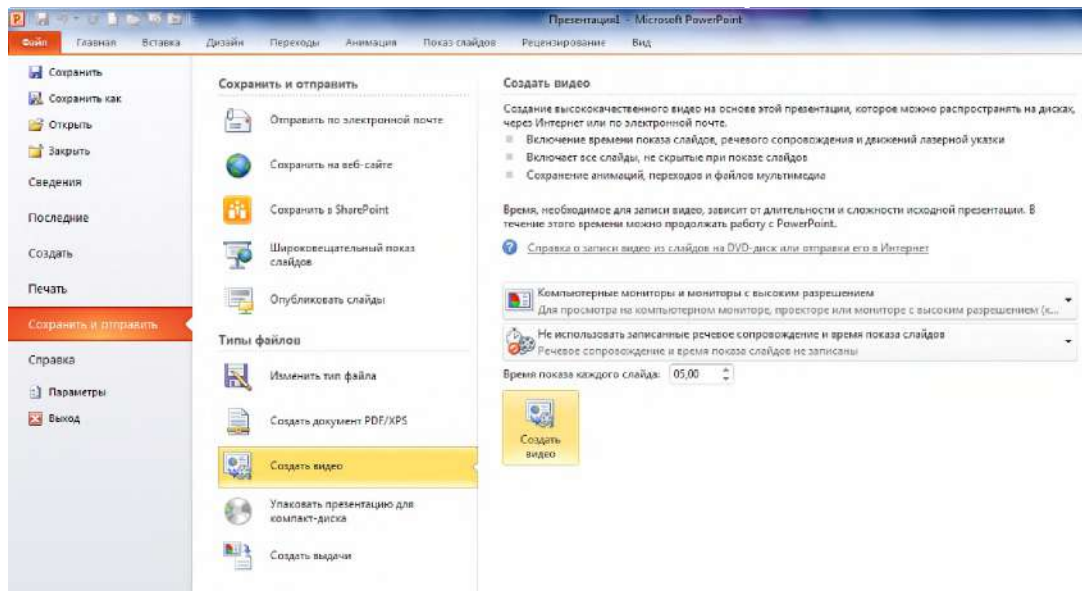 Презентация1 - Microsoft PowerPoint
Файл Главная Вставка Дизайн Переходы Анимация Показ слайдов Рецензирование Вид
Сохранить
Сохранить как
Открыть
Закрыть
Сведения
Последние
Создать
Печать
Сохранить и отправить
Справка
Параметры
Выход
Сохранить и отправить
Отправить по электронной почте
Сохранить на веб-сайте
Сохранить в SharePoint
Широковещательный показ
слайдов
Опубликовать слайды
Типы файлов
Изменить тип файла
Создать документ PDF/XPS
Создать видео
Упаковать презентацию для
компакт-диска
Создать выдачи
Создать видео
Создание высококачественного видео на основе этой презентации, которое можно распространять на дисках,
через Интернет или по электронной почте.
Включение времени показа слайдов, речевого сопровождения и движений лазерной указки
Включает все слайды, не скрытые при показе слайдов
Сохранение анимаций, переходов и файлов мультимедиа
Время, необходимое для записи видео, зависит от длительности и сложности исходной презентации. В
течение этого времени можно продолжать работу с PowerPoint.
Справка о записи видео из слайдов на DVD-диск или отправки его в Интернет
Компьютерные мониторы и мониторы с высоким разрешением
Для просмотра на компьютерном мониторе, проекторе или мониторе с высоким разрешением (к...
Не использовать записанные речевое сопровождение и время показа слайдов
Речевое сопровождение и время показа слайдов не записаны
Время показа каждого слайда: 05,00
Создать
видео